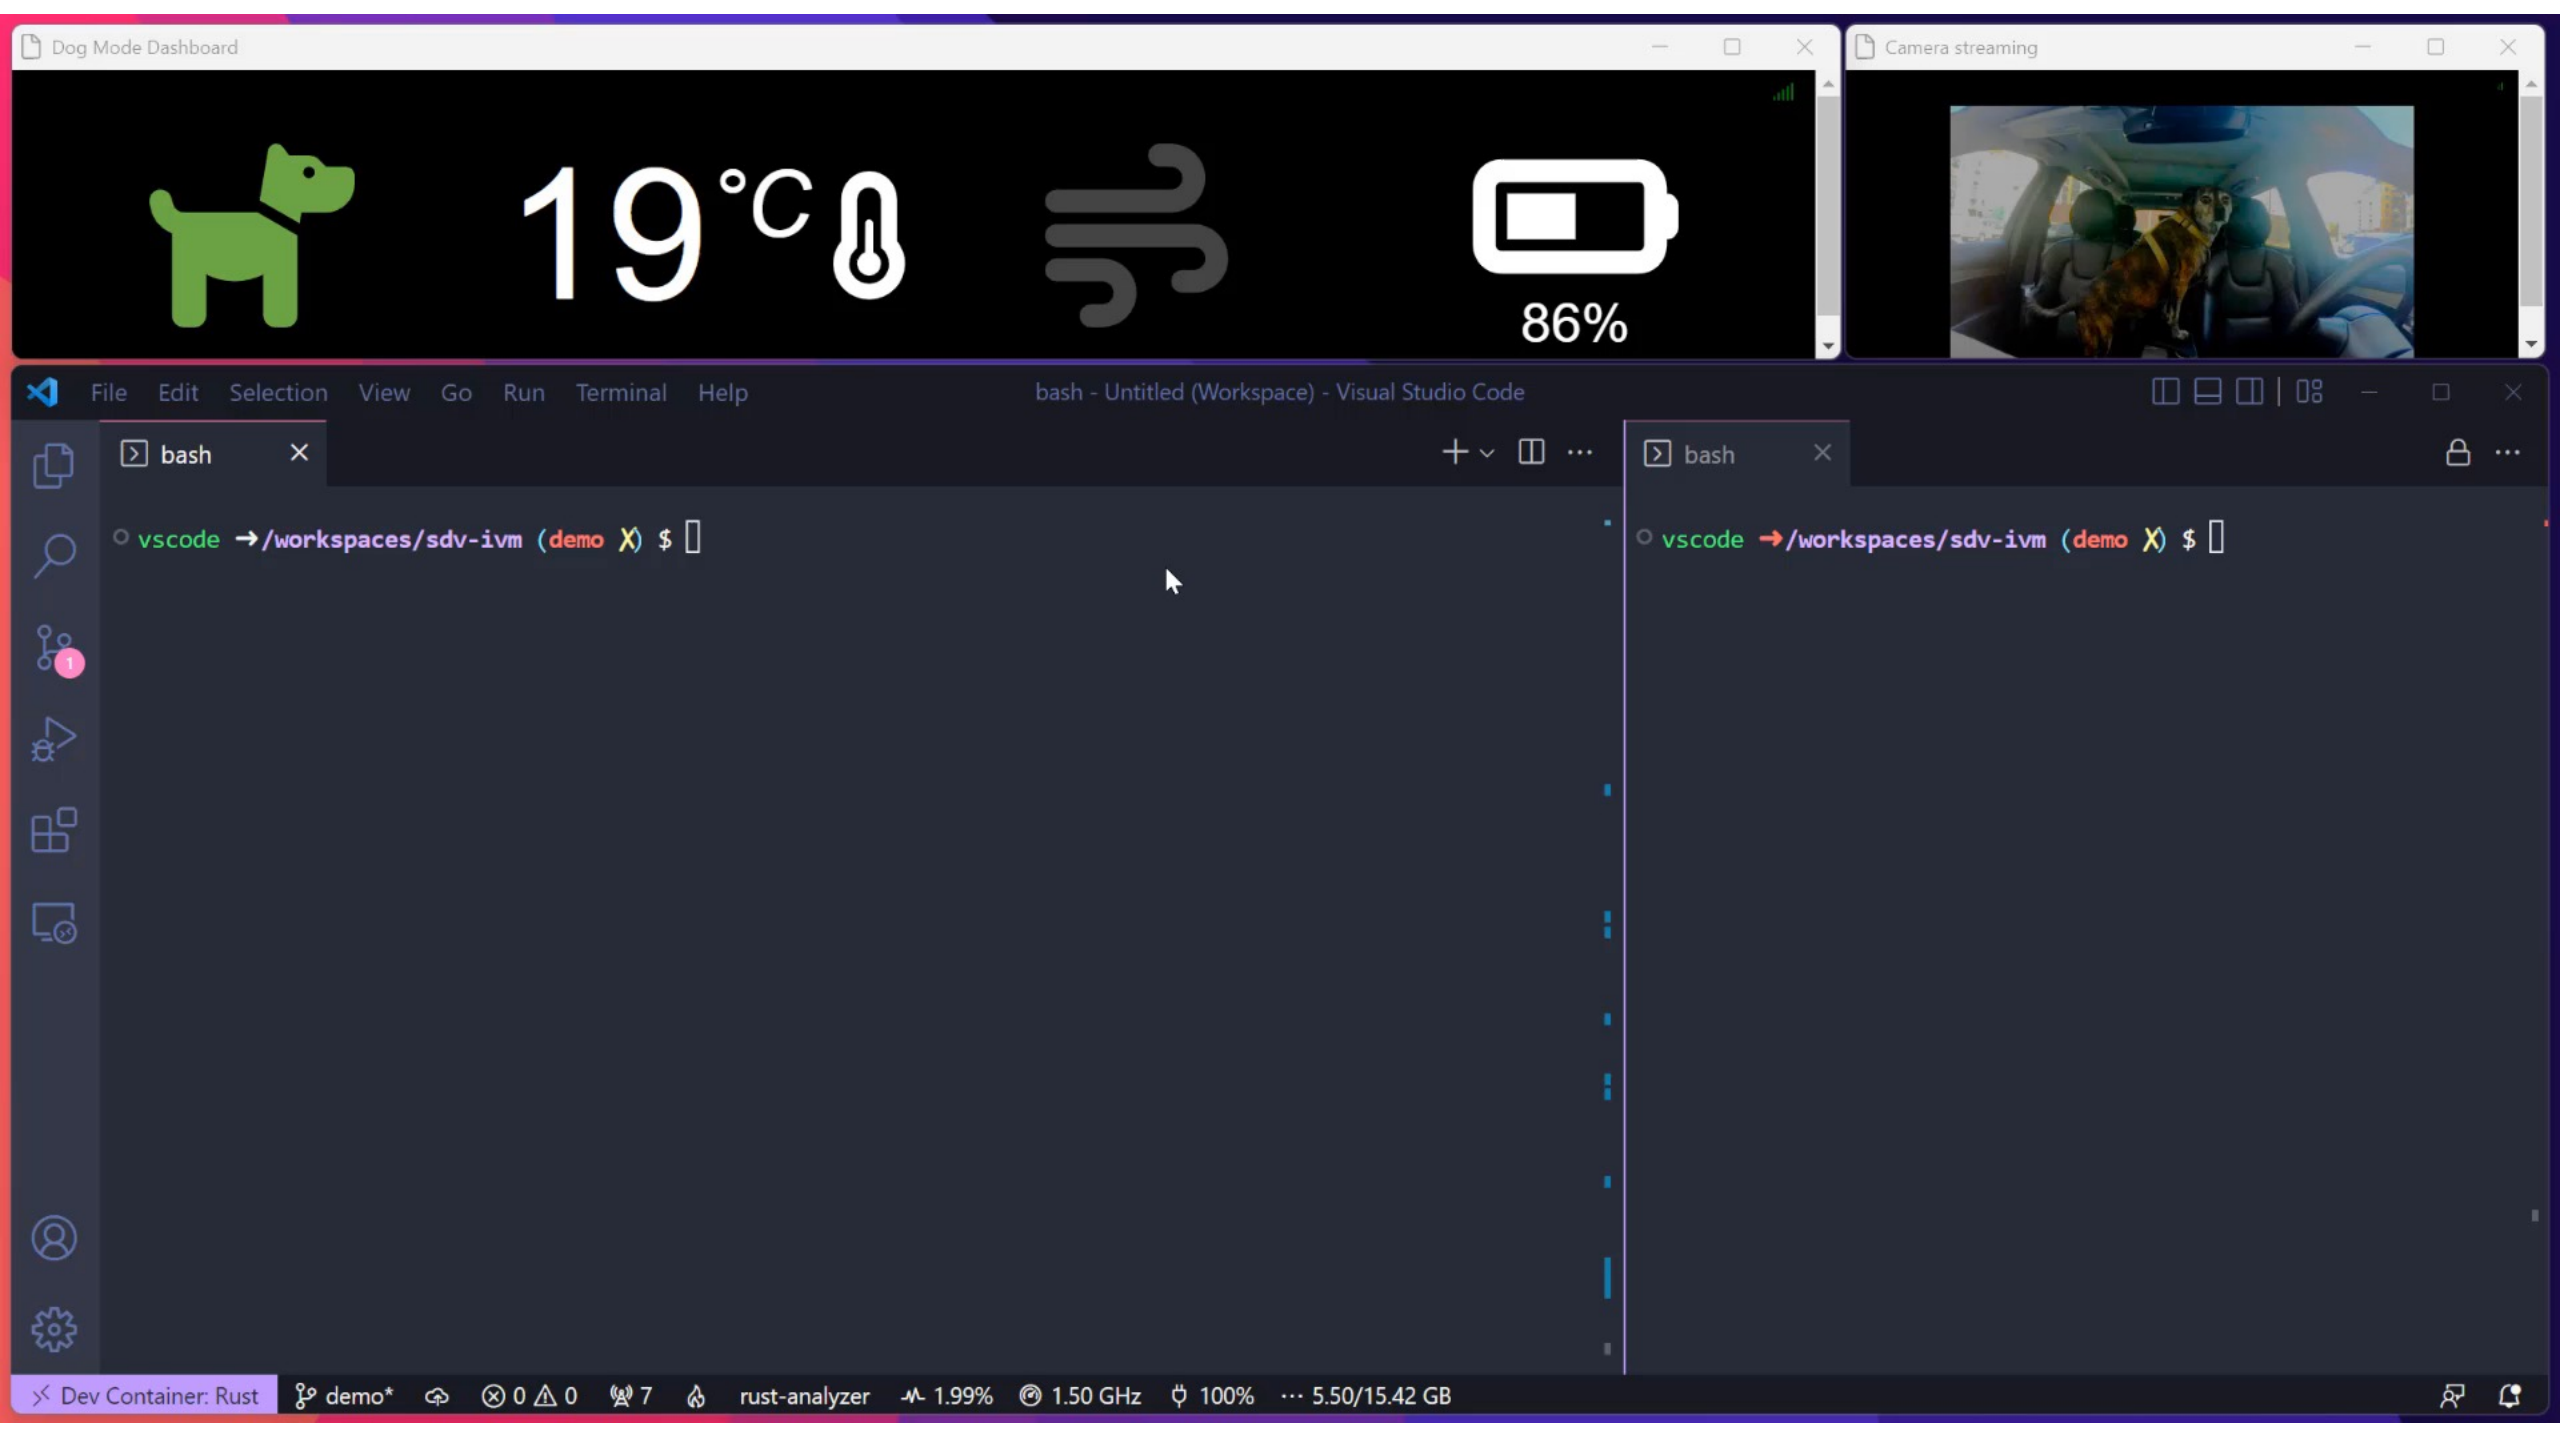 Dog Mode Dashboard
Camera streaming
19°C
86%
File Edit Selection View Go Run Terminal Help
bash - Untitled (Workspace) - Visual Studio Code
bash
bash
vscode ➜/workspaces/sdv-ivm (demo ✗) $
vscode ➜/workspaces/sdv-ivm (demo ✗) $
1
Dev Container: Rust demo* 0 0 7 rust-analyzer 1.99% 1.50 GHz 100% ··· 5.50/15.42 GB